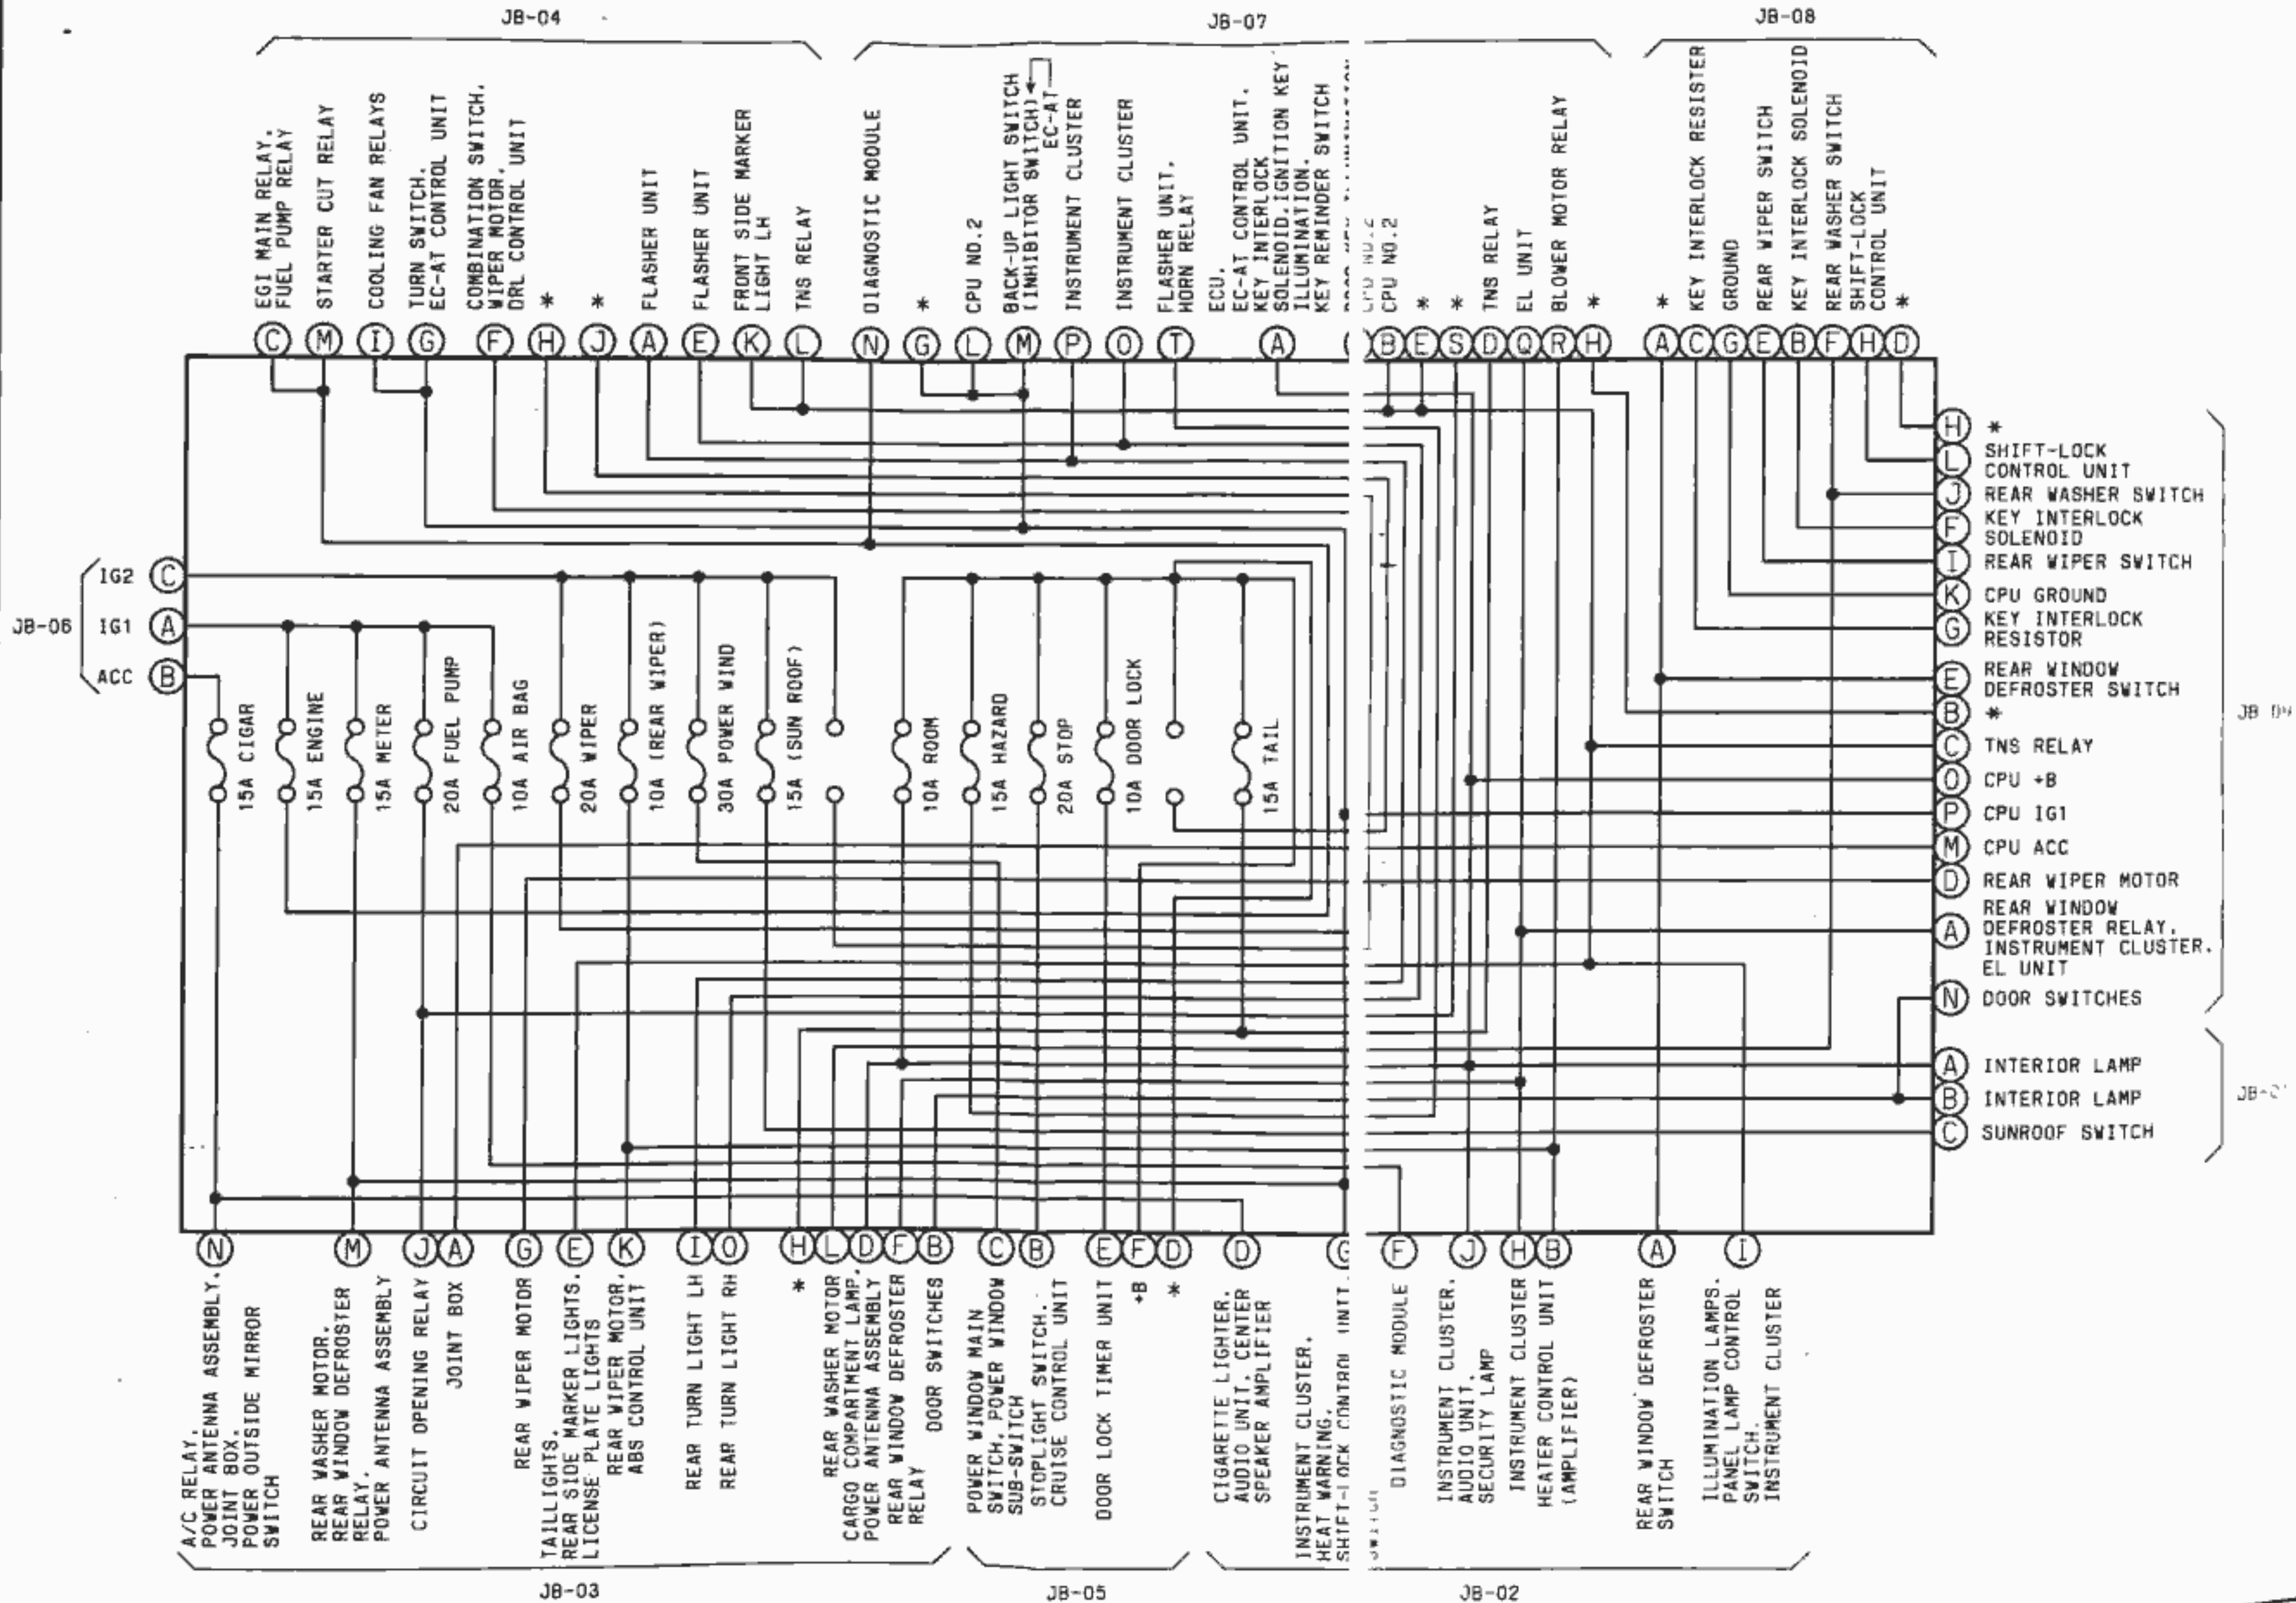 JB-04
JB-07
JB-08
EGI MAIN RELAY.
FUEL PUMP RELAY
STARTER CUT RELAY
COOLING FAN RELAYS
TURN SWITCH.
EC-AT CONTROL UNIT
COMBINATION SWITCH.
WIPER MOTOR.
DRL CONTROL UNIT
*
*
FLASHER UNIT
FLASHER UNIT
FRONT SIDE MARKER
LIGHT LH
TNS RELAY
DIAGNOSTIC MODULE
*
CPU NO.2
BACK-UP LIGHT SWITCH
(INHIBITOR SWITCH)
EC-AT
INSTRUMENT CLUSTER
INSTRUMENT CLUSTER
FLASHER UNIT.
HORN RELAY
ECU.
EC-AT CONTROL UNIT.
KEY INTERLOCK
SOLENOID.IGNITION KEY
ILLUMINATION.
KEY REMINDER SWITCH
CPU NO.2
*
*
TNS RELAY
EL UNIT
BLOWER MOTOR RELAY
*
*
KEY INTERLOCK RESISTER
GROUND
REAR WIPER SWITCH
KEY INTERLOCK SOLENOID
REAR WASHER SWITCH
SHIFT-LOCK
CONTROL UNIT
*
C M I G F H J A E K L N G L M P O T A B E S D Q R H A C G E B F H D
H *
L SHIFT-LOCK
CONTROL UNIT
J REAR WASHER SWITCH
F KEY INTERLOCK
SOLENOID
I REAR WIPER SWITCH
K CPU GROUND
G KEY INTERLOCK
RESISTOR
E REAR WINDOW
DEFROSTER SWITCH
B *
C TNS RELAY
O CPU +B
P CPU IG1
M CPU ACC
D REAR WIPER MOTOR
A REAR WINDOW
DEFROSTER RELAY.
INSTRUMENT CLUSTER.
EL UNIT
N DOOR SWITCHES
A INTERIOR LAMP
B INTERIOR LAMP
C SUNROOF SWITCH
JB-06
IG2 C
IG1 A
ACC B
15A CIGAR
15A ENGINE
15A METER
20A FUEL PUMP
10A AIR BAG
20A WIPER
10A (REAR WIPER)
30A POWER WIND
15A (SUN ROOF)
10A ROOM
15A HAZARD
20A STOP
10A DOOR LOCK
15A TAIL
N M J A G E K I O H L D F B C B E F D D G F J H B A I
A/C RELAY.
POWER ANTENNA ASSEMBLY.
JOINT BOX.
POWER OUTSIDE MIRROR
SWITCH
REAR WASHER MOTOR.
REAR WINDOW DEFROSTER
RELAY.
POWER ANTENNA ASSEMBLY
CIRCUIT OPENING RELAY
JOINT BOX
REAR WIPER MOTOR
TAILLIGHTS.
REAR SIDE MARKER LIGHTS.
LICENSE PLATE LIGHTS
REAR WIPER MOTOR.
ABS CONTROL UNIT
REAR TURN LIGHT LH
REAR TURN LIGHT RH
*
REAR WASHER MOTOR
CARGO COMPARTMENT LAMP.
POWER ANTENNA ASSEMBLY
REAR WINDOW DEFROSTER
RELAY
DOOR SWITCHES
POWER WINDOW MAIN
SWITCH. POWER WINDOW
SUB-SWITCH
STOPLIGHT SWITCH.
CRUISE CONTROL UNIT
DOOR LOCK TIMER UNIT
+B
*
CIGARETTE LIGHTER.
AUDIO UNIT. CENTER
SPEAKER AMPLIFIER
INSTRUMENT CLUSTER.
HEAT WARNING.
SHIFT-LOCK CONTROL UNIT.
DIAGNOSTIC MODULE
INSTRUMENT CLUSTER.
AUDIO UNIT.
SECURITY LAMP
INSTRUMENT CLUSTER
HEATER CONTROL UNIT
(AMPLIFIER)
REAR WINDOW DEFROSTER
SWITCH
ILLUMINATION LAMPS.
PANEL LAMP CONTROL
SWITCH.
INSTRUMENT CLUSTER
JB-03
JB-05
JB-02